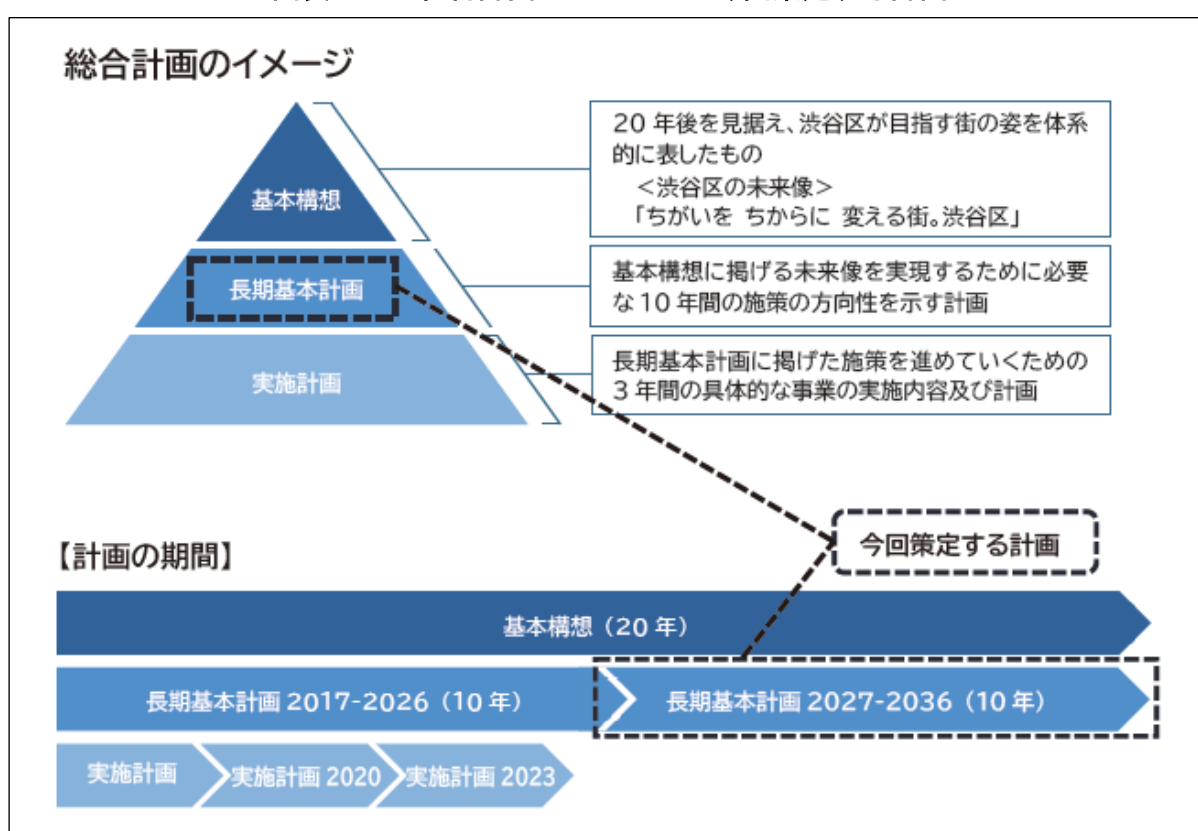 総合計画のイメージ
基本構想
20 年後を見据え、渋谷区が目指す街の姿を体系
的に表したもの
＜渋谷区の未来像＞
「ちがいを ちからに 変える街。渋谷区」
長期基本計画
基本構想に掲げる未来像を実現するために必要
な 10 年間の施策の方向性を示す計画
実施計画
長期基本計画に掲げた施策を進めていくための
3 年間の具体的な事業の実施内容及び計画
今回策定する計画
【計画の期間】
基本構想（20 年）
長期基本計画 2017-2026（10 年）
長期基本計画 2027-2036（10 年）
実施計画
実施計画 2020
実施計画 2023